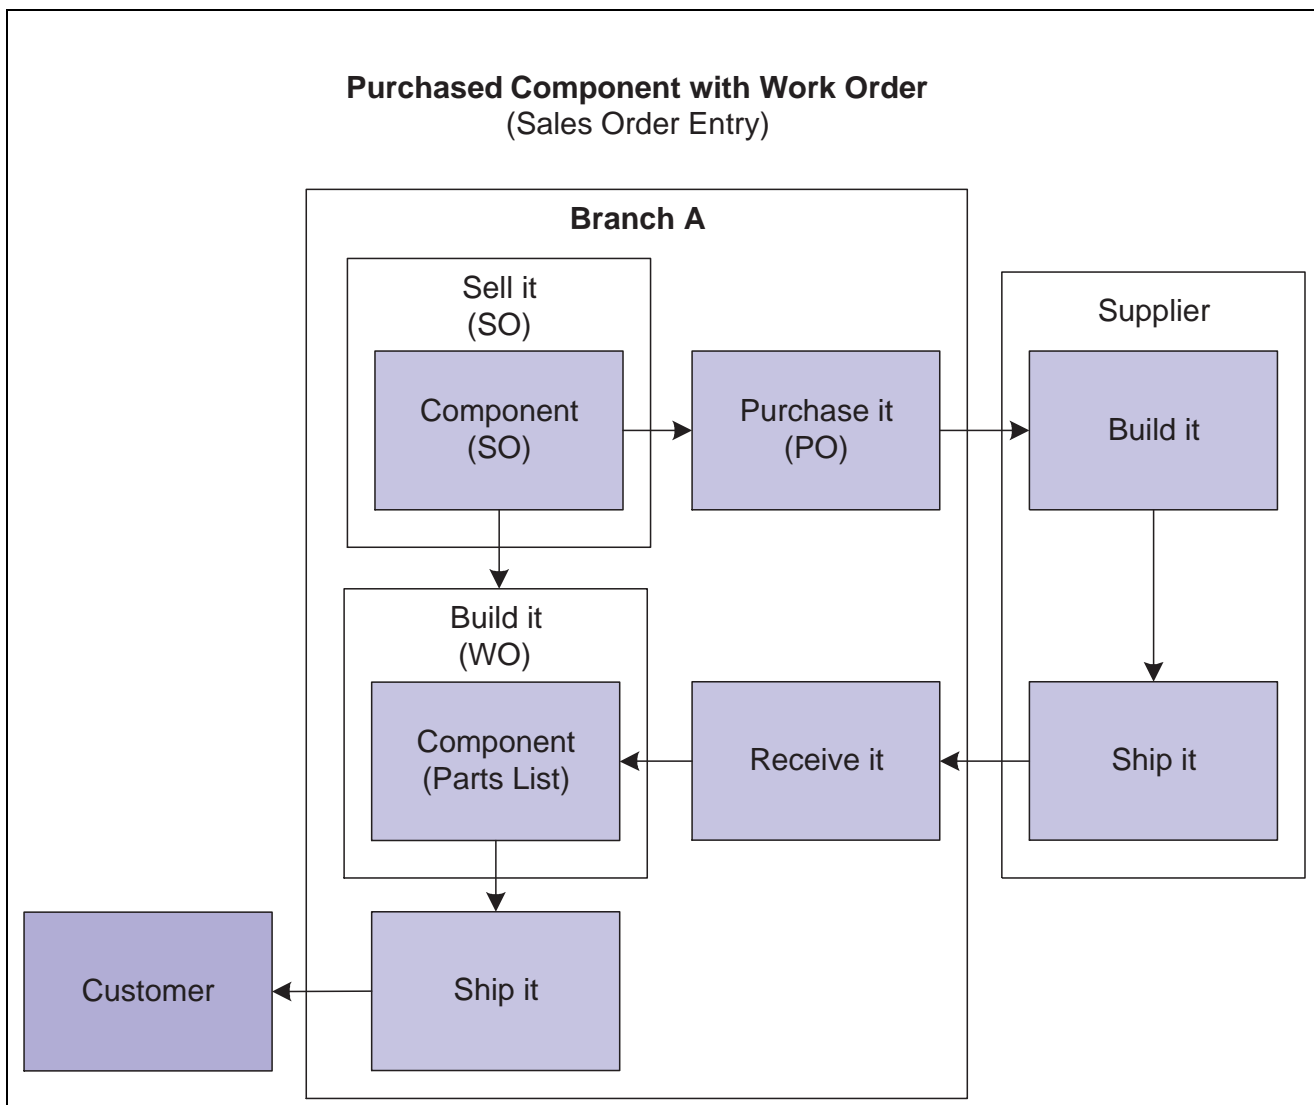 Purchased Component with Work Order
(Sales Order Entry)
Branch A
Sell it
(SO)
Component
(SO)
Purchase it
(PO)
Supplier
Build it
Build it
(WO)
Component
(Parts List)
Receive it
Ship it
Customer
Ship it